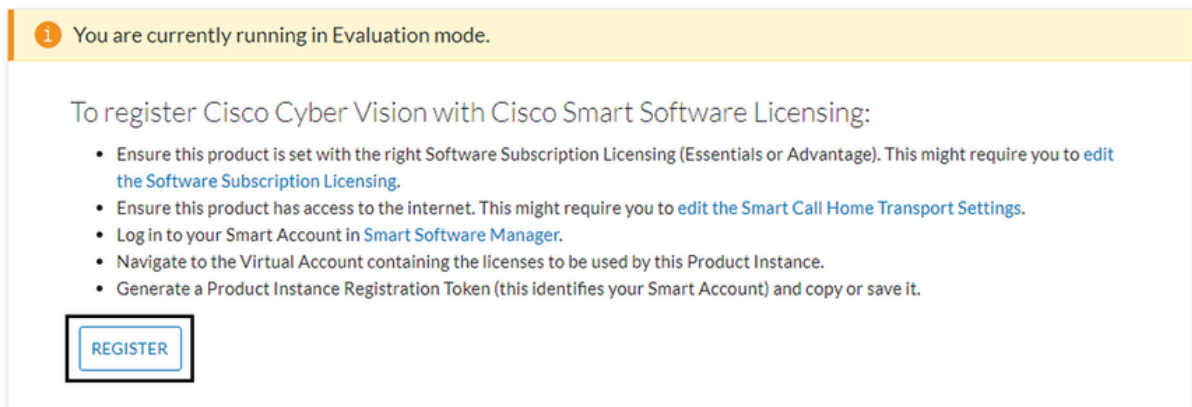 i You are currently running in Evaluation mode.
To register Cisco Cyber Vision with Cisco Smart Software Licensing:
• Ensure this product is set with the right Software Subscription Licensing (Essentials or Advantage). This might require you to edit
the Software Subscription Licensing.
• Ensure this product has access to the internet. This might require you to edit the Smart Call Home Transport Settings.
• Log in to your Smart Account in Smart Software Manager.
• Navigate to the Virtual Account containing the licenses to be used by this Product Instance.
• Generate a Product Instance Registration Token (this identifies your Smart Account) and copy or save it.
REGISTER